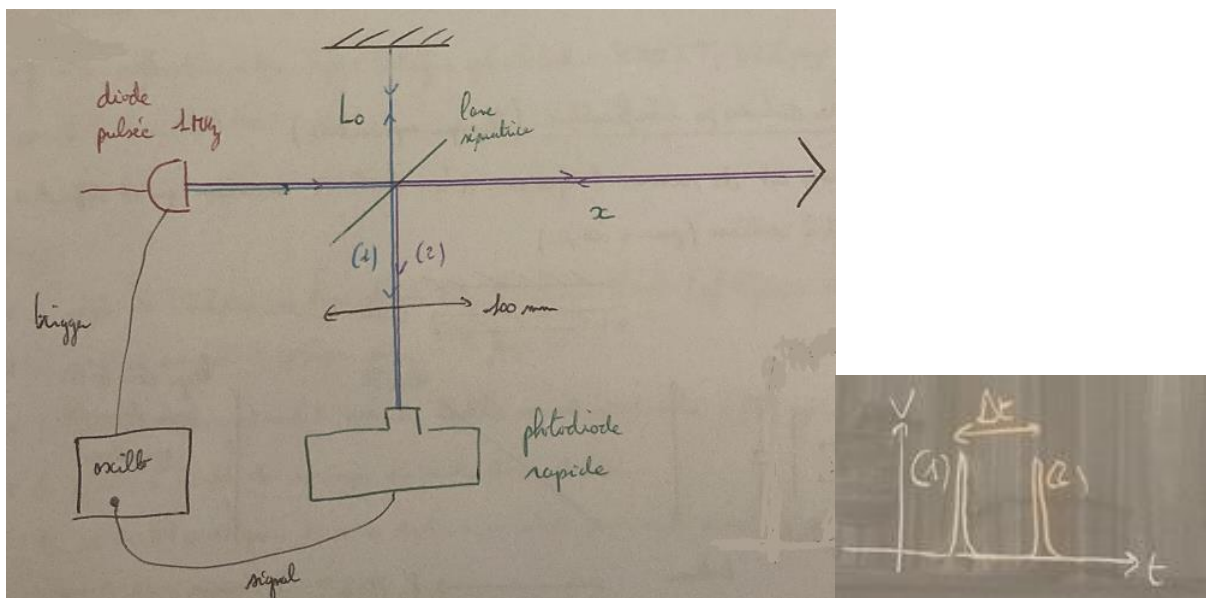 diode
pulsée 1MHz
L0
lame
séparatrice
x
(1) (2)
100 mm
trigger
oscillo
photodiode
rapide
signal
V
Δt
(1) (2)
t